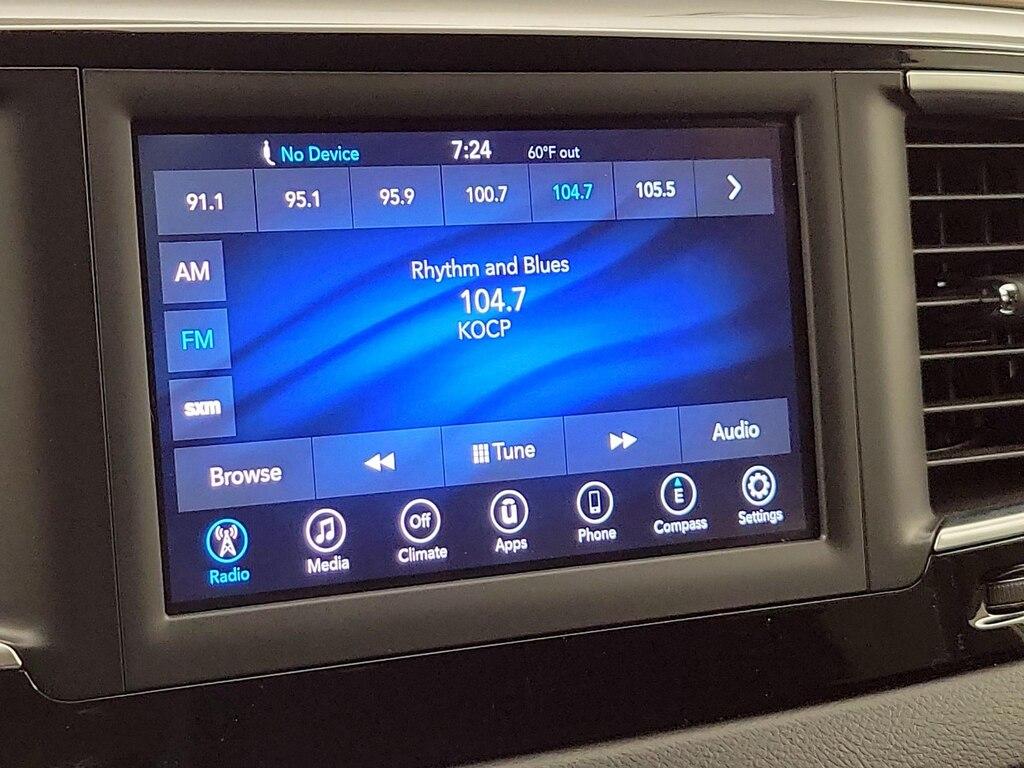 No Device 7:24 60°F out
91.1 95.1 95.9 100.7 104.7 105.5
AM
FM
sxm
Rhythm and Blues
104.7
KOCP
Browse Tune Audio
Radio Media Off Climate u Apps Phone E Compass Settings